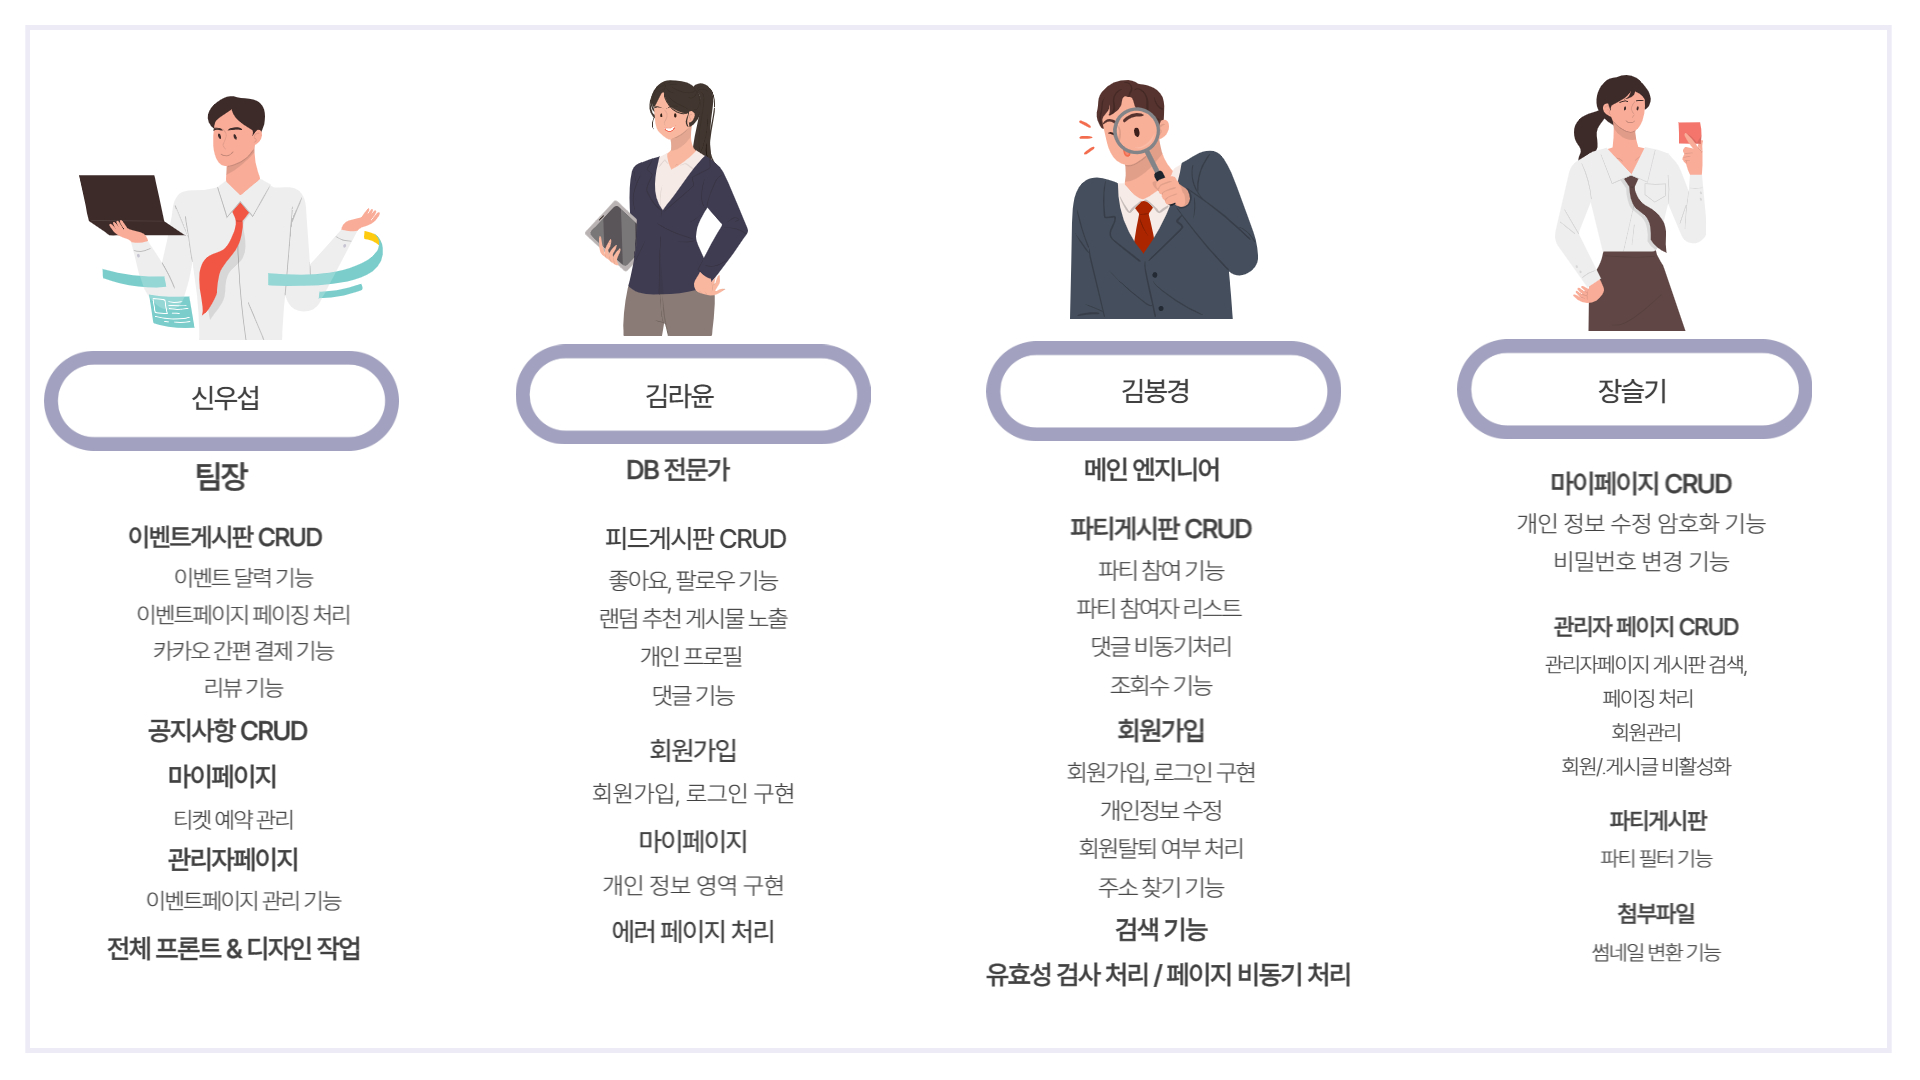 신우섭
팀장
이벤트게시판 CRUD
이벤트 달력 기능
이벤트페이지 페이징 처리
카카오 간편 결제 기능
리뷰 기능
공지사항 CRUD
마이페이지
티켓 예약 관리
관리자페이지
이벤트페이지 관리 기능
전체 프론트 & 디자인 작업
김라윤
DB 전문가
피드게시판 CRUD
좋아요, 팔로우 기능
랜덤 추천 게시물 노출
개인 프로필
댓글 기능
회원가입
회원가입, 로그인 구현
마이페이지
개인 정보 영역 구현
에러 페이지 처리
김봉경
메인 엔지니어
파티게시판 CRUD
파티 참여 기능
파티 참여자 리스트
댓글 비동기처리
조회수 기능
회원가입
회원가입, 로그인 구현
개인정보 수정
회원탈퇴 여부 처리
주소 찾기 기능
검색 기능
유효성 검사 처리 / 페이지 비동기 처리
장슬기
마이페이지 CRUD
개인 정보 수정 암호화 기능
비밀번호 변경 기능
관리자 페이지 CRUD
관리자페이지 게시판 검색,
페이징 처리
회원관리
회원/.게시글 비활성화
파티게시판
파티 필터 기능
첨부파일
썸네일 변환 기능